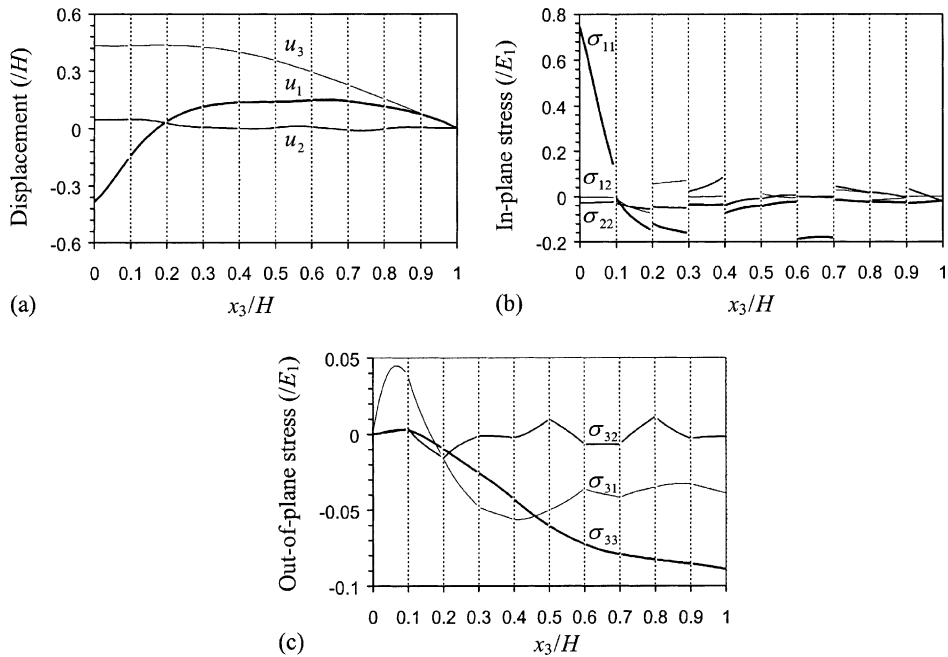 Displacement (/H)
0.6
0.3
0
-0.3
-0.6
u3
u1
u2
0 0.1 0.2 0.3 0.4 0.5 0.6 0.7 0.8 0.9 1
(a)
x3/H
In-plane stress (/E1)
0.8
0.6
0.4
0.2
0
-0.2
σ11
σ12
σ22
0 0.1 0.2 0.3 0.4 0.5 0.6 0.7 0.8 0.9 1
(b)
x3/H
Out-of-plane stress (/E1)
0.05
0
-0.05
-0.1
σ32
σ31
σ33
0 0.1 0.2 0.3 0.4 0.5 0.6 0.7 0.8 0.9 1
(c)
x3/H